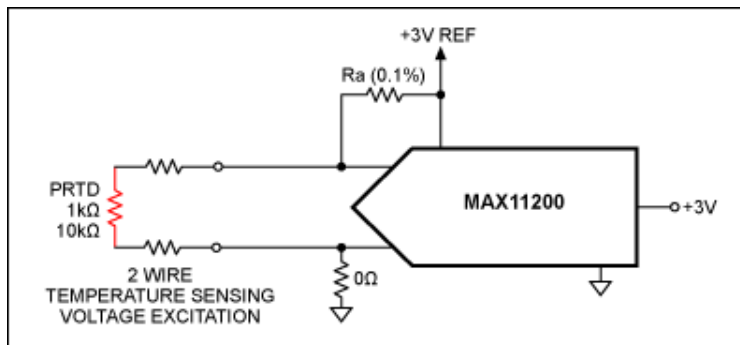 +3V REF
Ra (0.1%)
PRTD
1kΩ
10kΩ
MAX11200
+3V
0Ω
2 WIRE
TEMPERATURE SENSING
VOLTAGE EXCITATION